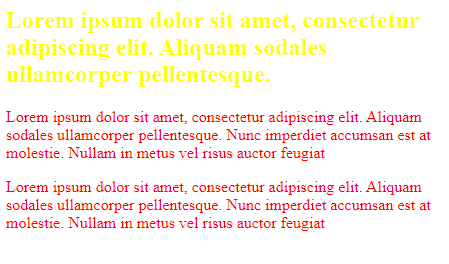 Lorem ipsum dolor sit amet, consectetur
adipiscing elit. Aliquam sodales
ullamcorper pellentesque.
Lorem ipsum dolor sit amet, consectetur adipiscing elit. Aliquam
sodales ullamcorper pellentesque. Nunc imperdiet accumsan est at
molestie. Nullam in metus vel risus auctor feugiat
Lorem ipsum dolor sit amet, consectetur adipiscing elit. Aliquam
sodales ullamcorper pellentesque. Nunc imperdiet accumsan est at
molestie. Nullam in metus vel risus auctor feugiat